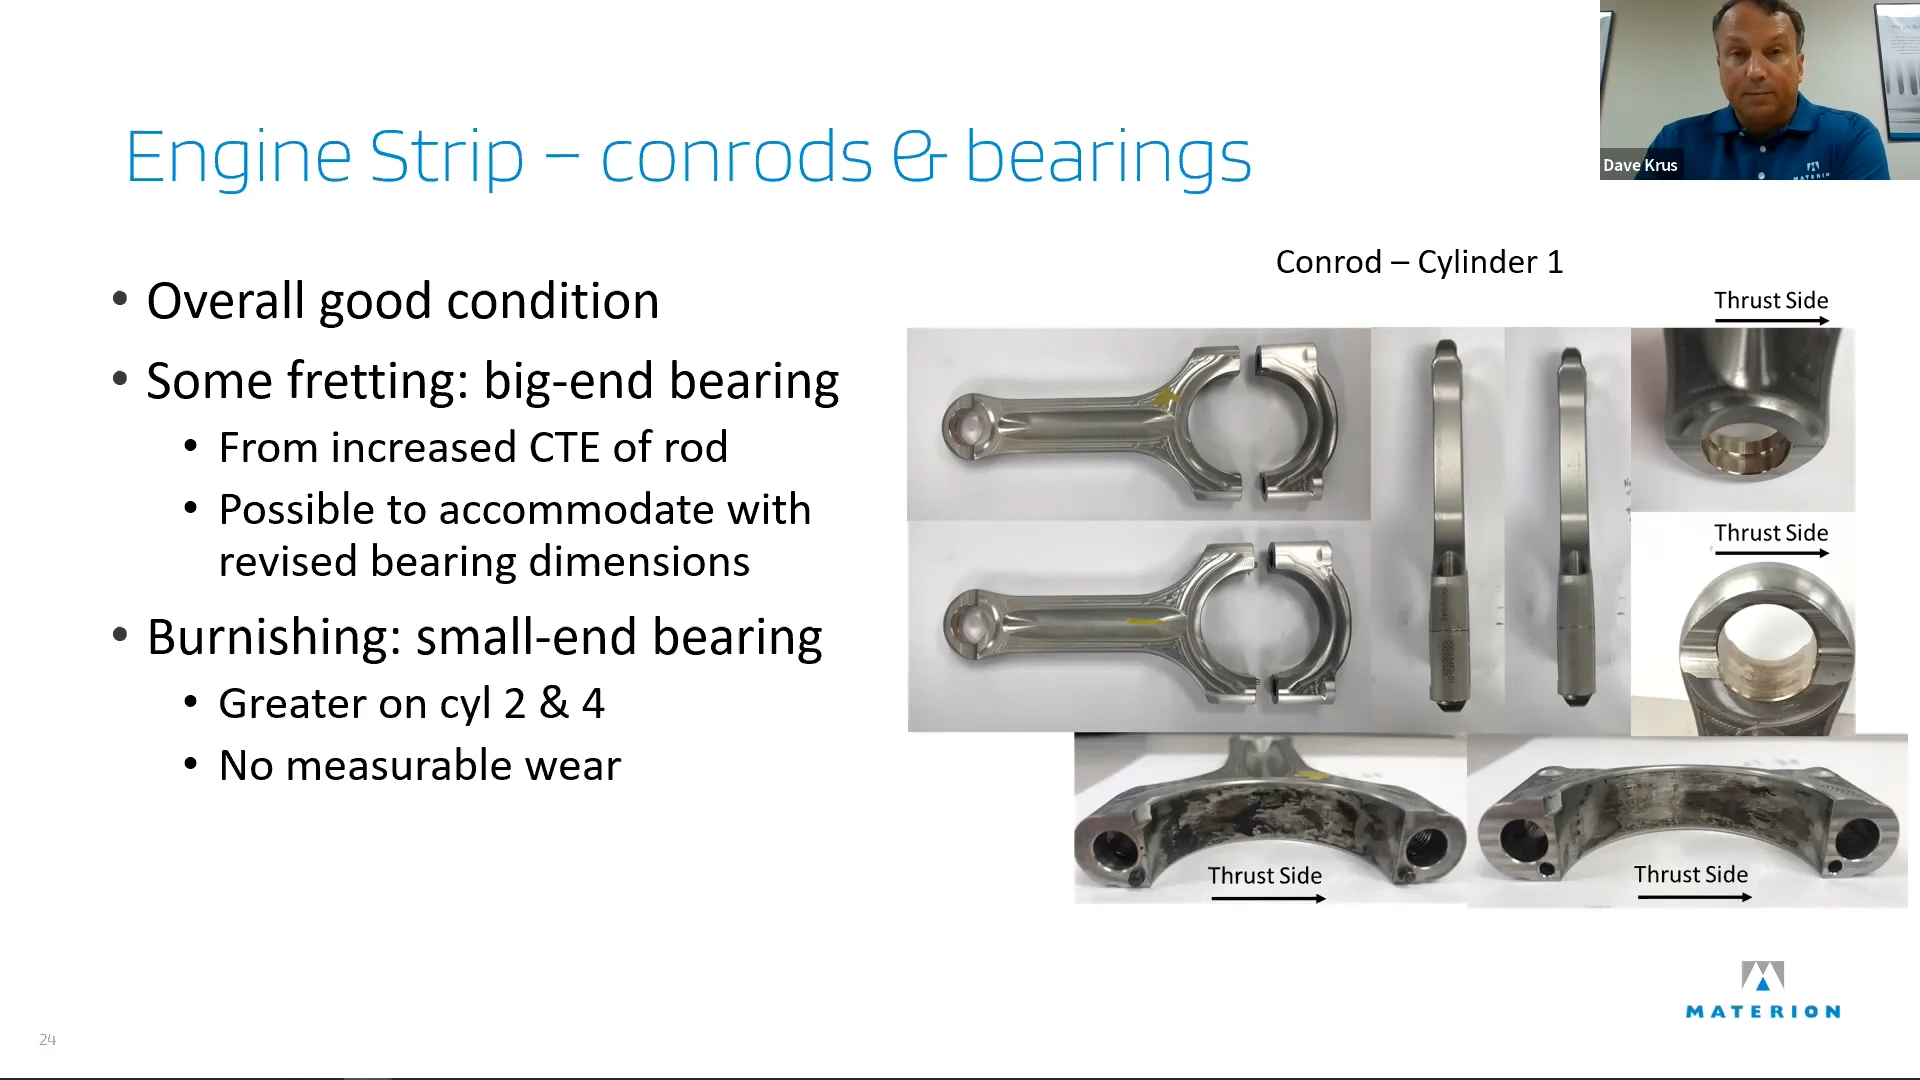 Dave Krus
MATERIO
Engine Strip – conrods & bearings
• Overall good condition
• Some fretting: big-end bearing
• From increased CTE of rod
• Possible to accommodate with
revised bearing dimensions
• Burnishing: small-end bearing
• Greater on cyl 2 & 4
• No measurable wear
Conrod – Cylinder 1
Thrust Side
Thrust Side
Thrust Side
Thrust Side
MATERION
24